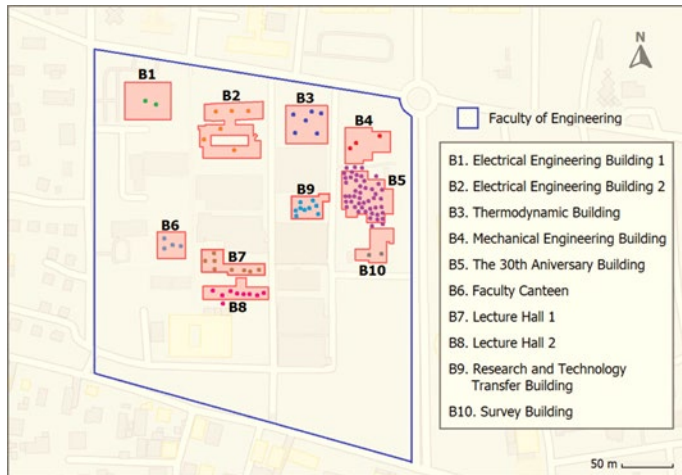 N
B1
B2
B3
B4
B5
B9
B6
B7
B8
B10
Faculty of Engineering
B1. Electrical Engineering Building 1
B2. Electrical Engineering Building 2
B3. Thermodynamic Building
B4. Mechanical Engineering Building
B5. The 30th Aniversary Building
B6. Faculty Canteen
B7. Lecture Hall 1
B8. Lecture Hall 2
B9. Research and Technology
Transfer Building
B10. Survey Building
50 m